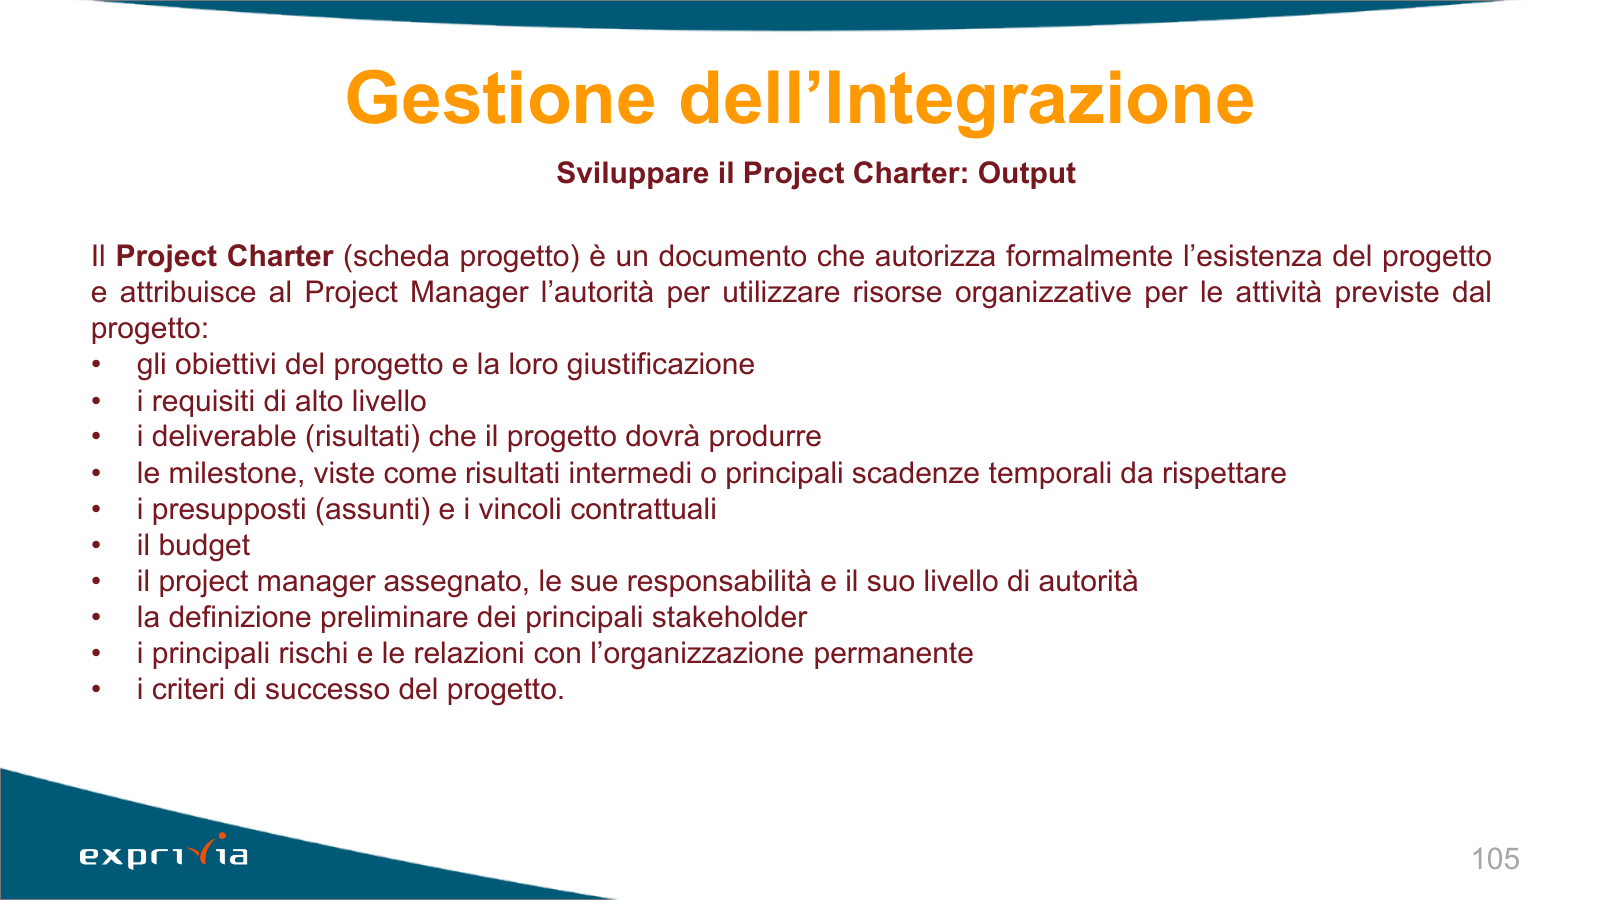 Gestione dell’Integrazione
Sviluppare il Project Charter: Output
Il Project Charter (scheda progetto) è un documento che autorizza formalmente l’esistenza del progetto
e attribuisce al Project Manager l’autorità per utilizzare risorse organizzative per le attività previste dal
progetto:
• gli obiettivi del progetto e la loro giustificazione
• i requisiti di alto livello
• i deliverable (risultati) che il progetto dovrà produrre
• le milestone, viste come risultati intermedi o principali scadenze temporali da rispettare
• i presupposti (assunti) e i vincoli contrattuali
• il budget
• il project manager assegnato, le sue responsabilità e il suo livello di autorità
• la definizione preliminare dei principali stakeholder
• i principali rischi e le relazioni con l’organizzazione permanente
• i criteri di successo del progetto.
exprivia
105